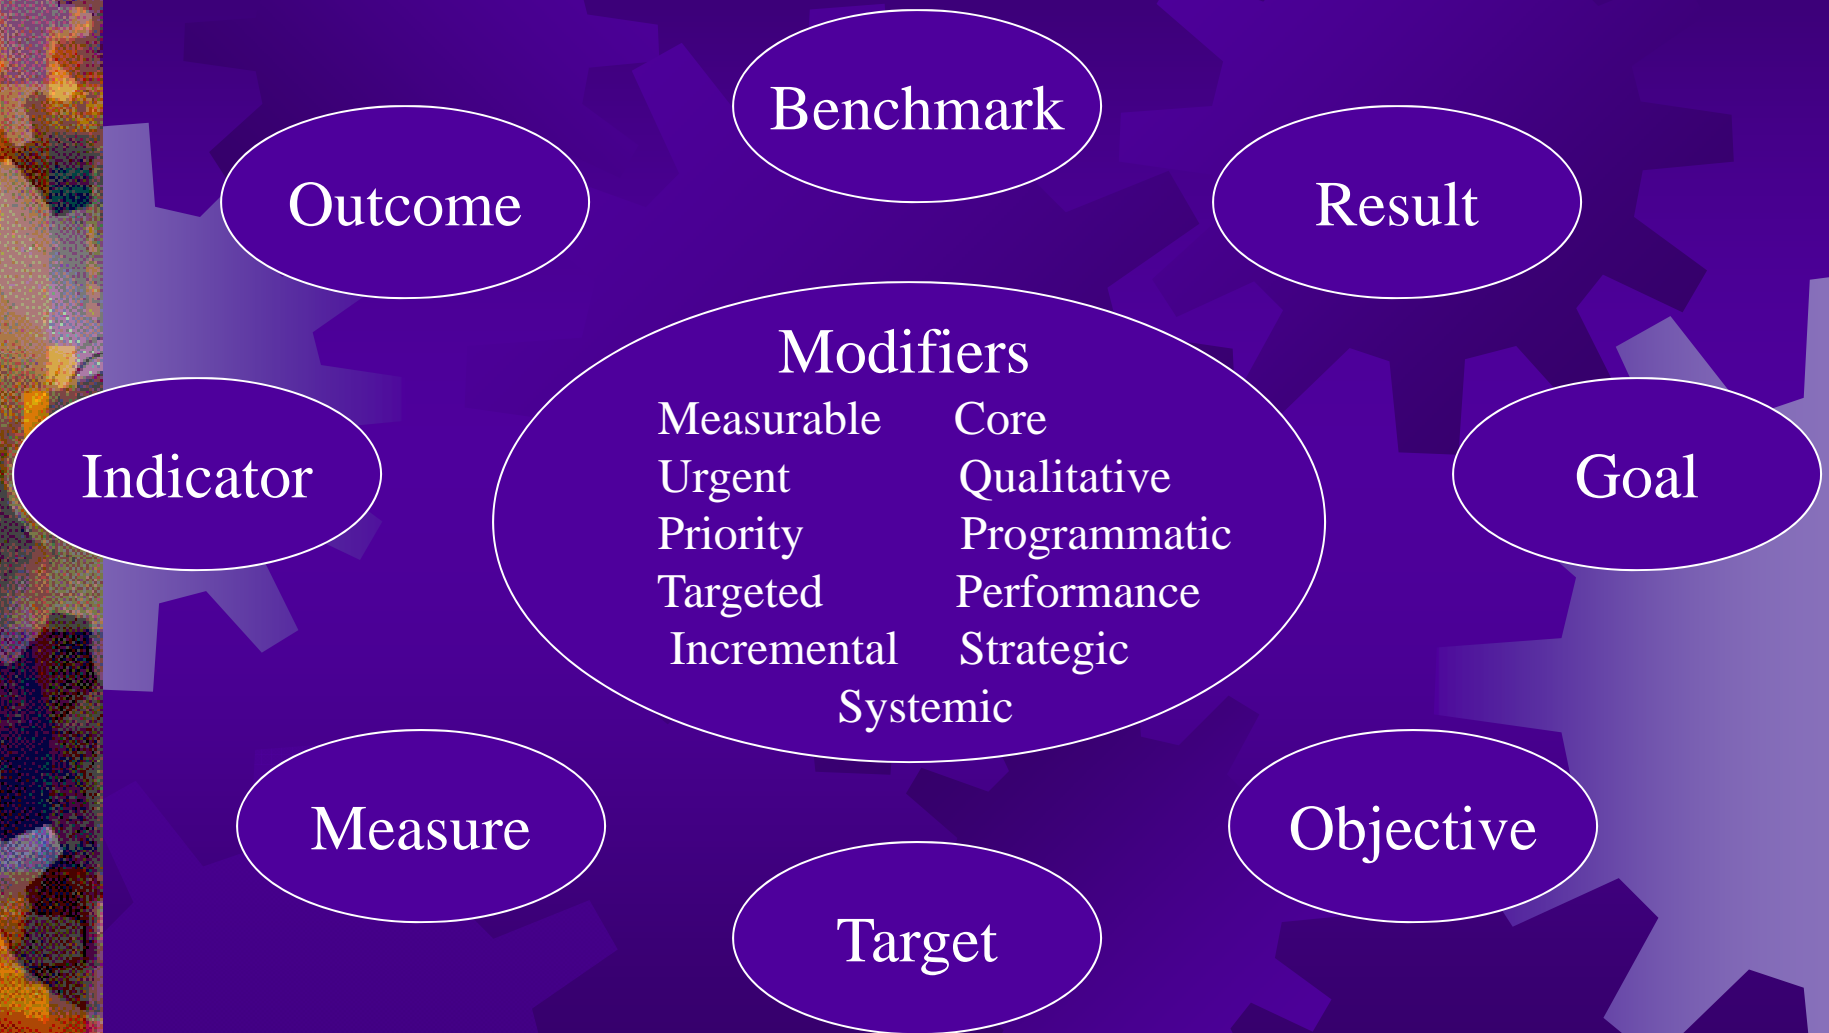 Benchmark
Outcome
Result
Modifiers
Measurable Core
Urgent Qualitative
Priority Programmatic
Targeted Performance
Incremental Strategic
Systemic
Indicator
Goal
Measure
Objective
Target